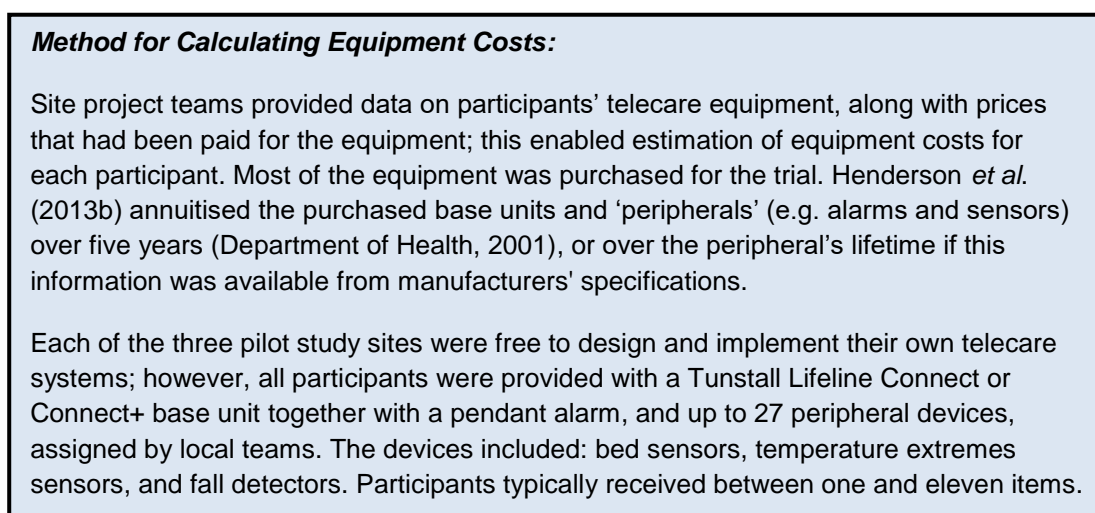 Method for Calculating Equipment Costs:
Site project teams provided data on participants’ telecare equipment, along with prices
that had been paid for the equipment; this enabled estimation of equipment costs for
each participant. Most of the equipment was purchased for the trial. Henderson et al.
(2013b) annuitised the purchased base units and ‘peripherals’ (e.g. alarms and sensors)
over five years (Department of Health, 2001), or over the peripheral’s lifetime if this
information was available from manufacturers' specifications.
Each of the three pilot study sites were free to design and implement their own telecare
systems; however, all participants were provided with a Tunstall Lifeline Connect or
Connect+ base unit together with a pendant alarm, and up to 27 peripheral devices,
assigned by local teams. The devices included: bed sensors, temperature extremes
sensors, and fall detectors. Participants typically received between one and eleven items.